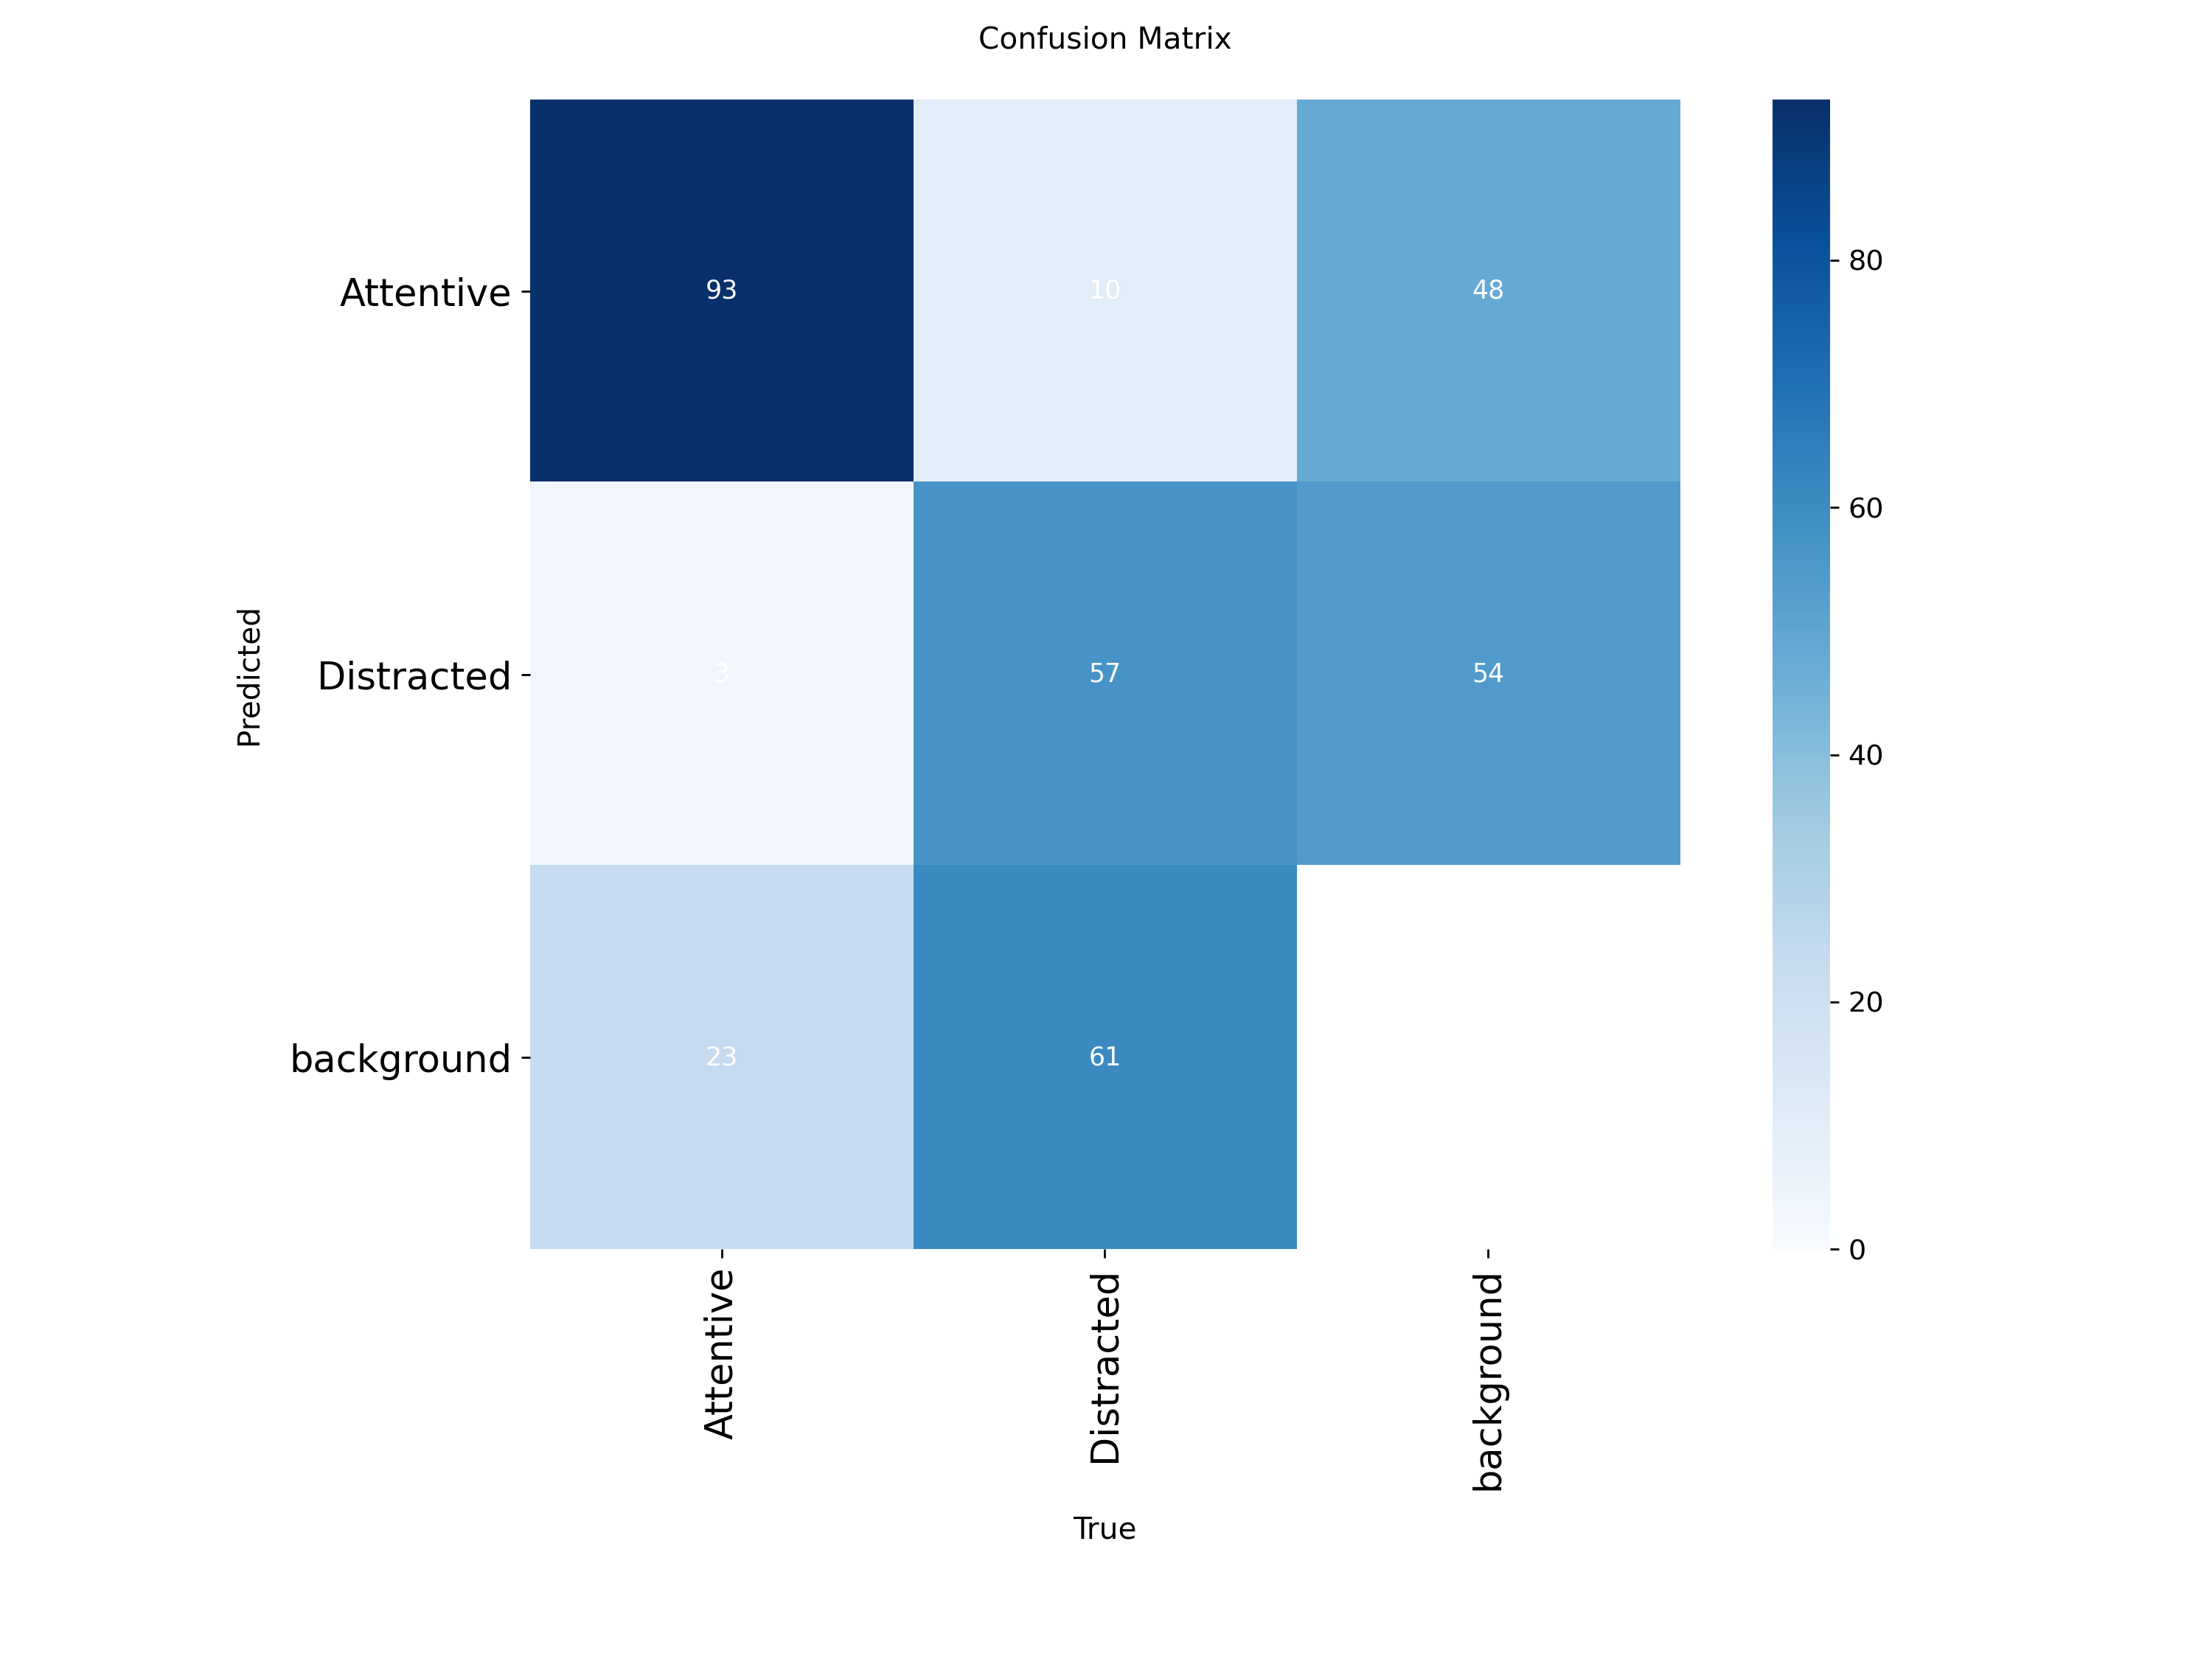 Confusion Matrix
Attentive
93
10
48
Distracted
3
57
54
background
23
61
Predicted
Attentive
Distracted
background
True
80
60
40
20
0